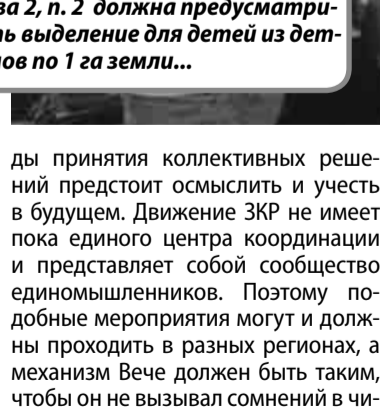 ва 2, п. 2 должна предусматри-
ть выделение для детей из дет-
ов по 1 га земли...
ды принятия коллективных реше-
ний предстоит осмыслить и учесть
в будущем. Движение ЗКР не имеет
пока единого центра координации
и представляет собой сообщество
единомышленников. Поэтому по-
добные мероприятия могут и долж-
ны проходить в разных регионах, а
механизм Вече должен быть таким,
чтобы он не вызывал сомнений в чи-